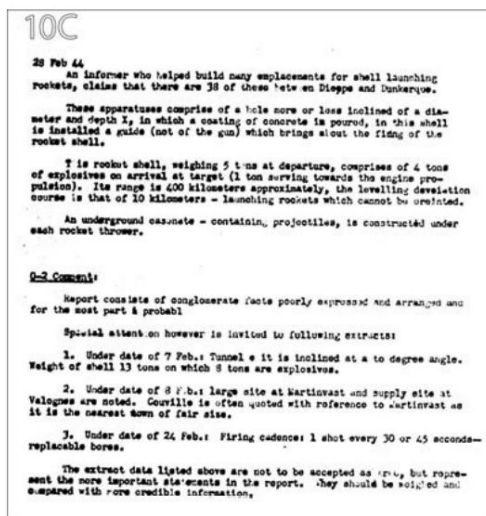 10C
28 Feb 44
An informer who helped build many emplacements for shell launching
rockets, claims that there are 38 of these between Dieppe and Dunkerque.
These apparatuses comprise of a hole more or less inclined of a dia-
meter and depth X, in which a coating of concrete is poured, in this shell
is installed a guide (not of the gun) which brings about the fiing of the
rocket shell.
T is rocket shell, weighing 5 tons at departure, comprises of 4 tons
of explosives on arrival at target (1 ton serving towards the engine pro-
pulsion). Its range is 400 kilometers approximately, the levelling deveiation
course is that of 10 kilometers - launching rockets which cannot be
An underground - containing projectiles, is constructed under
each rocket thrower.
G-2 Comment:
Report consists of conglomerate facts poorly expressed and arranged and
for the most part & probabl
Special attention however is invited to following extracts:
1. Under date of 7 Feb.: Tunnel e it is inclined at a to degree angle.
Weight of shell 13 tons on which 8 tons are explosives.
2. Under date of 8 F.b.: large site at Martinvast and supply site at
Valognes are noted. Couville is often quoted with reference to Martinvast as
it is the nearest town of fair size.
3. Under date of 24 Feb.: Firing cadence: 1 shot every 30 or 45 seconds-
replacable bores.
The extract data listed above are not to be accepted as but repre-
sent the more important statements in the report. They should be weighed and
compared with more credible information.